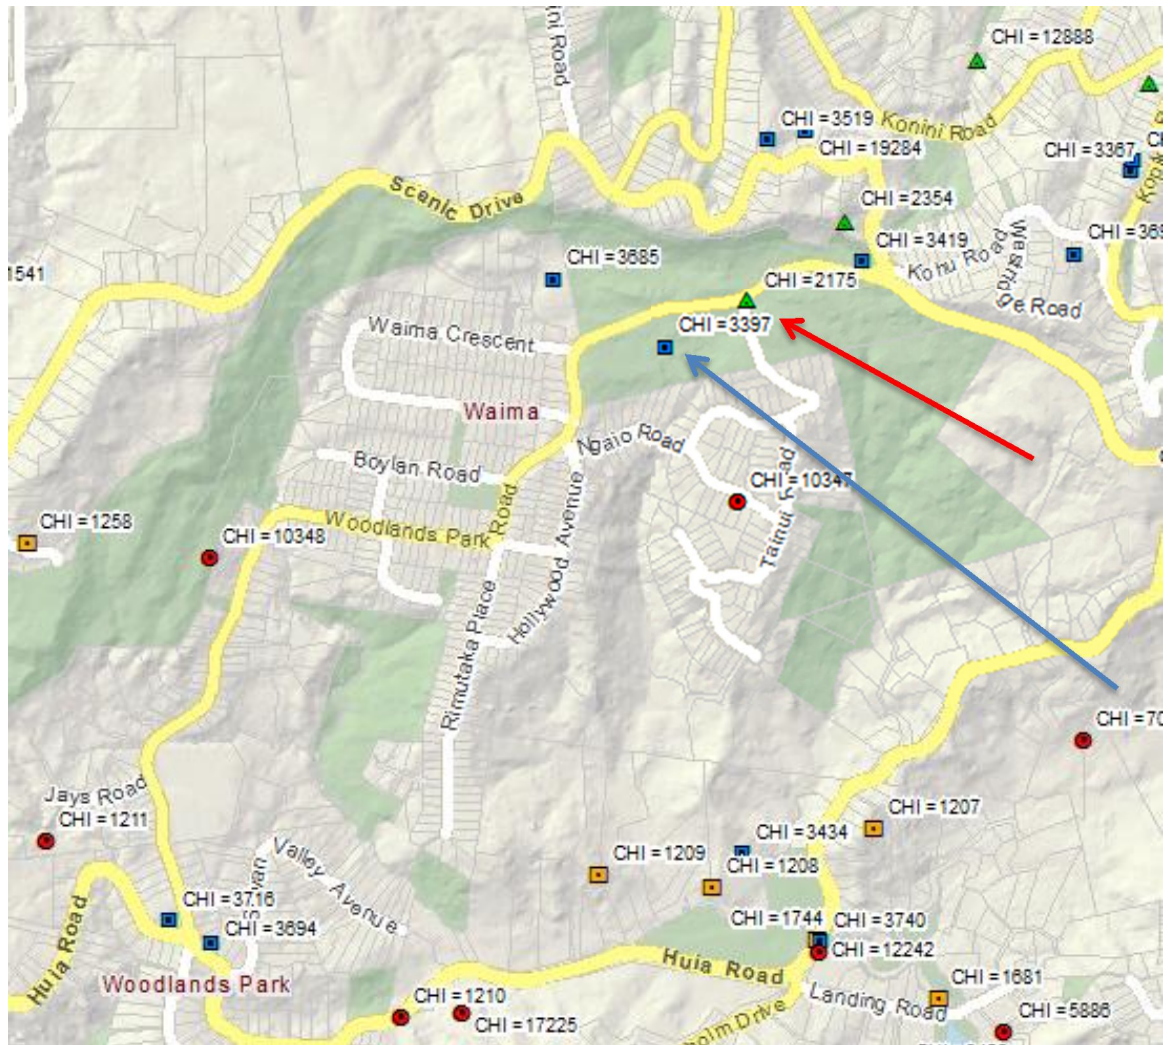 CHI =12888
CHI =3519
Konini Road
CHI =19284
CHI =3367
Scenic Drive
CHI =2354
CHI =3419
Kohu Road
1541
CHI =3685
CHI =2175
Waima Crescent
CHI =3397
Waima
Ngaio Road
Boylan Road
CHI =10347
CHI =1258
Woodlands Park Road
CHI =10348
Hollywood Avenue
Tainui Road
Rimutaka Place
Jays Road
CHI =1211
CHI =1207
CHI =3434
Valley Avenue
CHI =1209
CHI =1208
CHI =3716
CHI =1744
CHI =3740
Huia Road
CHI =3694
CHI =12242
Huia Road
Woodlands Park
CHI =1681
Landing Road
CHI =1210
CHI =17225
CHI =5886